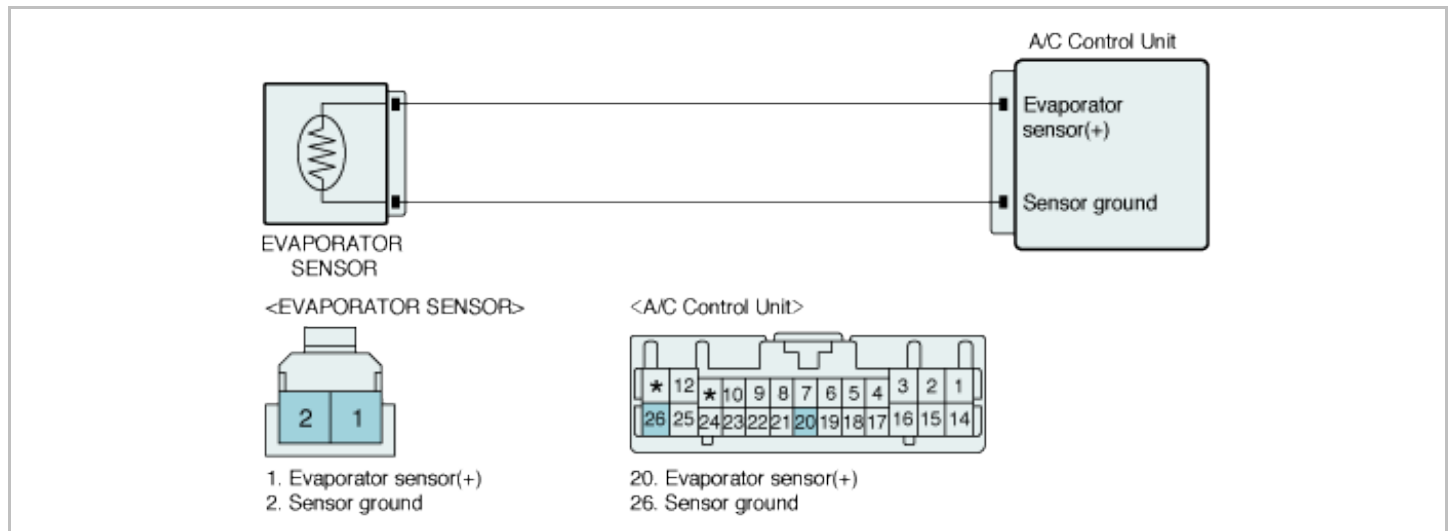 A/C Control Unit
Evaporator
sensor(+)
Sensor ground
EVAPORATOR
SENSOR
<EVAPORATOR SENSOR>
<A/C Control Unit>
2 1
* 12 * 10 9 8 7 6 5 4 3 2 1
26 25 24 23 22 21 20 19 18 17 16 15 14
1. Evaporator sensor(+)
2. Sensor ground
20. Evaporator sensor(+)
26. Sensor ground